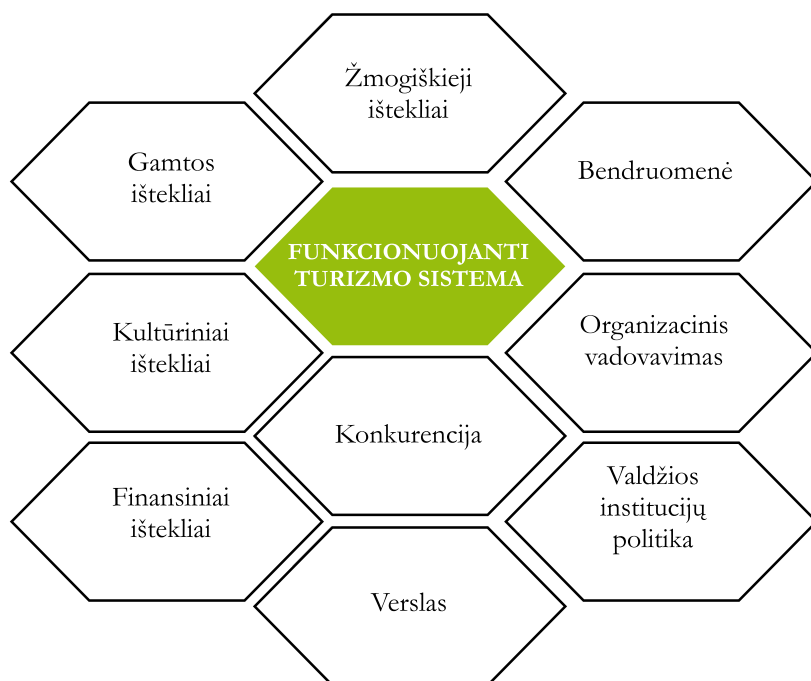 Žmogiškieji
ištekliai
Gamtos
ištekliai
Bendruomenė
FUNKCIONUOJANTI
TURIZMO SISTEMA
Kultūriniai
ištekliai
Organizacinis
vadovavimas
Konkurencija
Finansiniai
ištekliai
Valdžios
institucijų
politika
Verslas